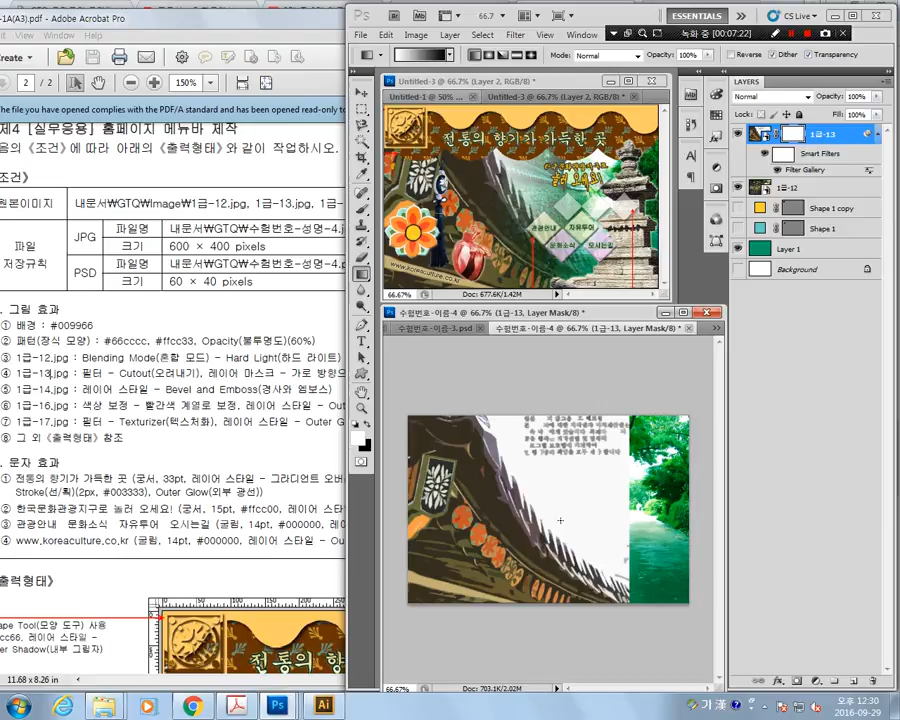 -1A(A3).pdf - Adobe Acrobat Pro
View Window Help
Create
2 / 2
150%
The file you have opened complies with the PDF/A standard and has been opened read-only to
제4 [실무응용] 홈페이지 메뉴바 제작
음의 《조건》에 따라 아래의 《출력형태》와 같이 작업하시오.
조건》
원본이미지 내문서₩GTQ₩Image₩1급-12.jpg, 1급-13.jpg, 1급
파일
저장규칙
JPG 파일명 내문서₩GTQ₩수험번호-성명-4.j
크기 600 × 400 pixels
PSD 파일명 내문서₩GTQ₩수험번호-성명-4.p
크기 60 × 40 pixels
. 그림 효과
① 배경 : #009966
② 패턴(장식 모양) : #66cccc, #ffcc33, Opacity(불투명도)(60%)
③ 1급-12.jpg : Blending Mode(혼합 모드) - Hard Light(하드 라이트)
④ 1급-13.jpg : 필터 - Cutout(오려내기), 레이어 마스크 - 가로 방향으
⑤ 1급-14.jpg : 레이어 스타일 - Bevel and Emboss(경사와 엠보스)
⑥ 1급-16.jpg : 색상 보정 - 빨간색 계열로 보정, 레이어 스타일 - Out
⑦ 1급-17.jpg : 필터 - Texturizer(텍스처화), 레이어 스타일 - Outer G
⑧ 그 외 《출력형태》 참조
. 문자 효과
① 전통의 향기가 가득한 곳 (궁서, 33pt, 레이어 스타일 - 그라디언트 오버
Stroke(선/획)(2px, #003333), Outer Glow(외부 광선))
② 한국문화관광지구로 놀러 오세요! (궁서, 15pt, #ffcc00, 레이어 스타일 -
③ 관광안내 문화소식 자유투어 오시는길 (굴림, 14pt, #000000, 레이어
④ www.koreaculture.co.kr (굴림, 14pt, #000000, 레이어 스타일 - Ou
출력형태》
ape Tool(모양 도구) 사용
cc66, 레이어 스타일 -
er Shadow(내부 그림자)
전통의 향
11.68 x 8.26 in
Ps Br Mb 66.7 ESSENTIALS CS Live
File Edit Image Layer Select Filter
녹화 중 [00:07:22]
Mode: Normal Opacity: 100% Reverse Dither Transparency
Untitled-3 @ 66.7% (Layer 2, RGB/8) *
Untitled-1 @ 50% Untitled-3 @ 66.7% (Layer 2, RGB/8) *
전통의 향기가 가득한 곳
놀러 오세요!
관광안내 자유투어
문화소식 오시는길
www.koreaculture.co.kr
66.67% Doc: 677.6K/1.42M
수험번호-이름-4 @ 66.7% (1급-13, Layer Mask/8) *
수험번호-이름-3.psd 수험번호-이름-4 @ 66.7% (1급-13, Layer Mask/8) *
66.67% Doc: 703.1K/2.02M
LAYERS
Normal Opacity: 100%
Lock: Fill: 100%
1급-13
Smart Filters
Filter Gallery
1급-12
Shape 1 copy
Shape 1
Layer 1
Background
가 漢
오후 12:30
2016-09-29